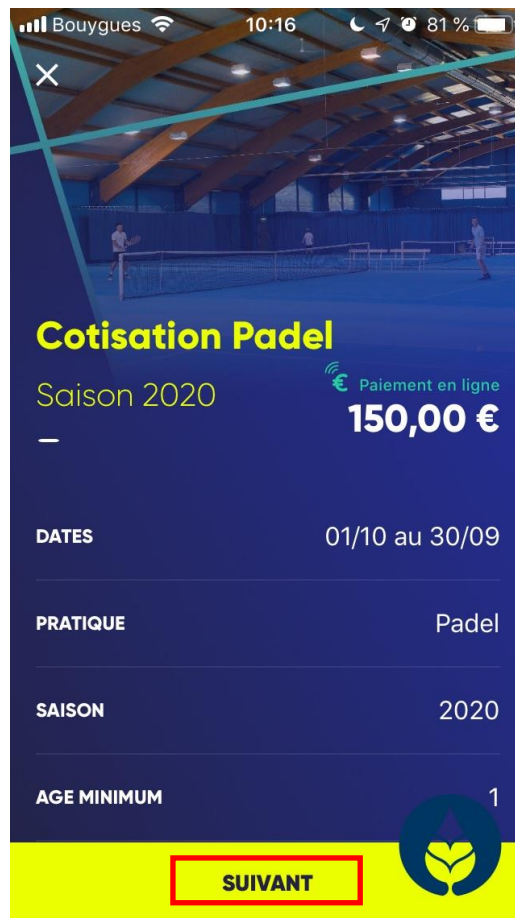 Bouygues 10:16 81 %
Cotisation Padel
Saison 2020
€ Paiement en ligne
150,00 €
DATES 01/10 au 30/09
PRATIQUE Padel
SAISON 2020
AGE MINIMUM 1
SUIVANT